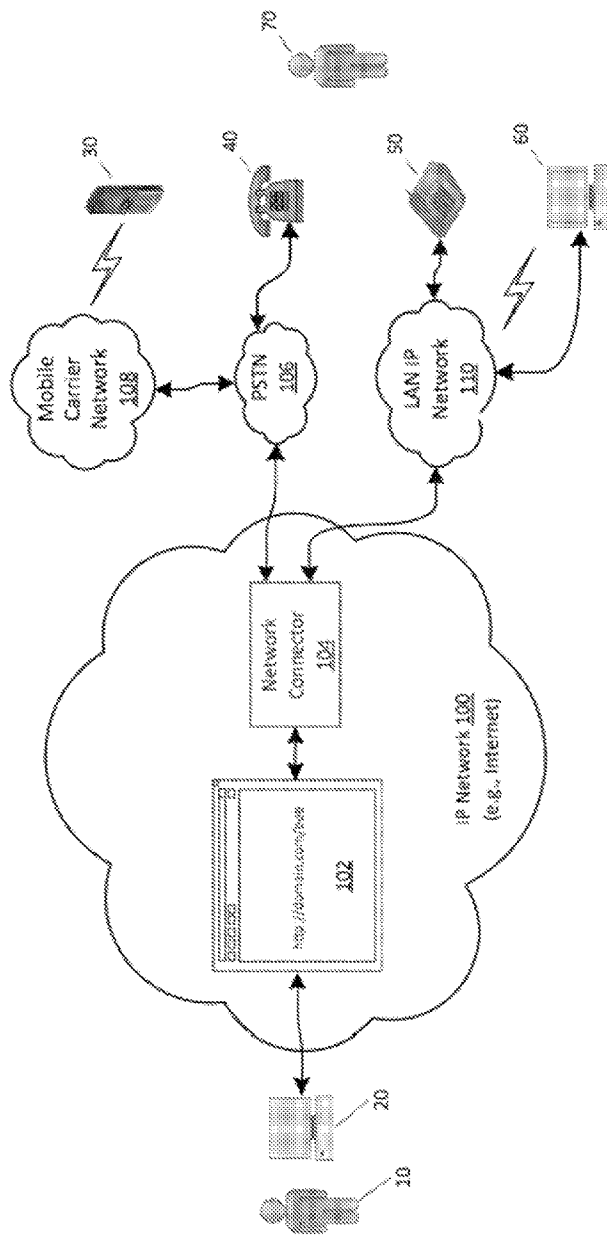 Mobile
Carrier
Network
108
30
40
70
PSTN
106
Network
Connector
104
102
20
10
LAN IP
Network
110
50
60
IP Network 100
(e.g., Internet)